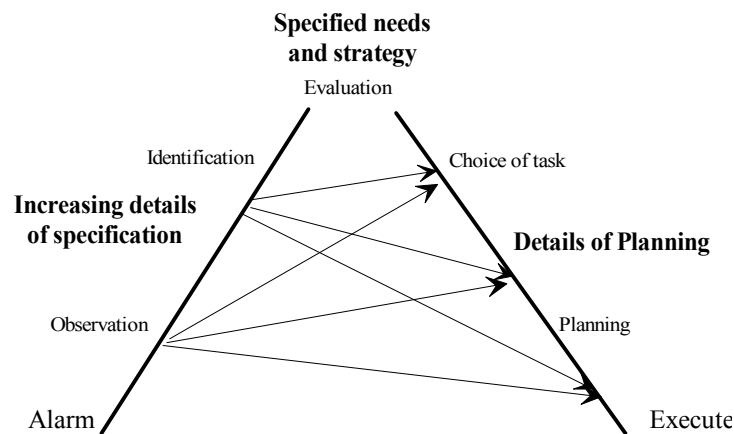 Specified needs
and strategy
Evaluation
Identification
Choice of task
Increasing details
of specification
Details of Planning
Observation
Planning
Alarm
Execute